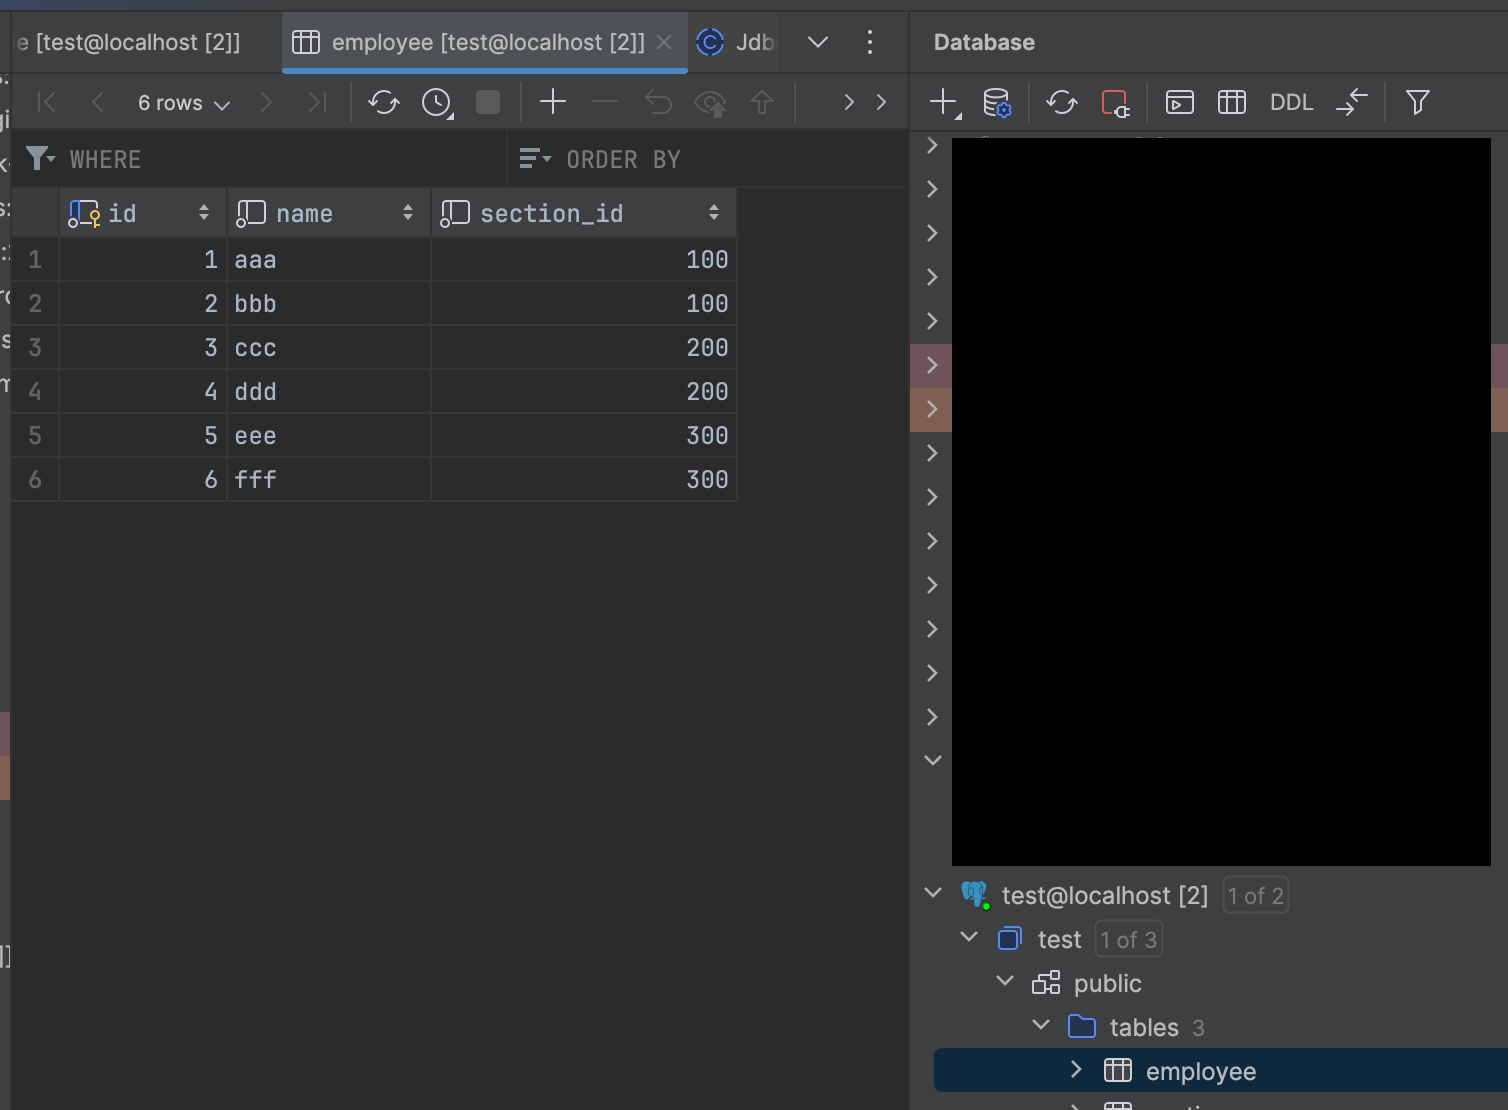 e [test@localhost [2]]
employee [test@localhost [2]]
Jdb
Database
6 rows
DDL
WHERE
ORDER BY
id name section_id
1 1 aaa 100
2 2 bbb 100
3 3 ccc 200
4 4 ddd 200
5 5 eee 300
6 6 fff 300
test@localhost [2] 1 of 2
test 1 of 3
public
tables 3
employee